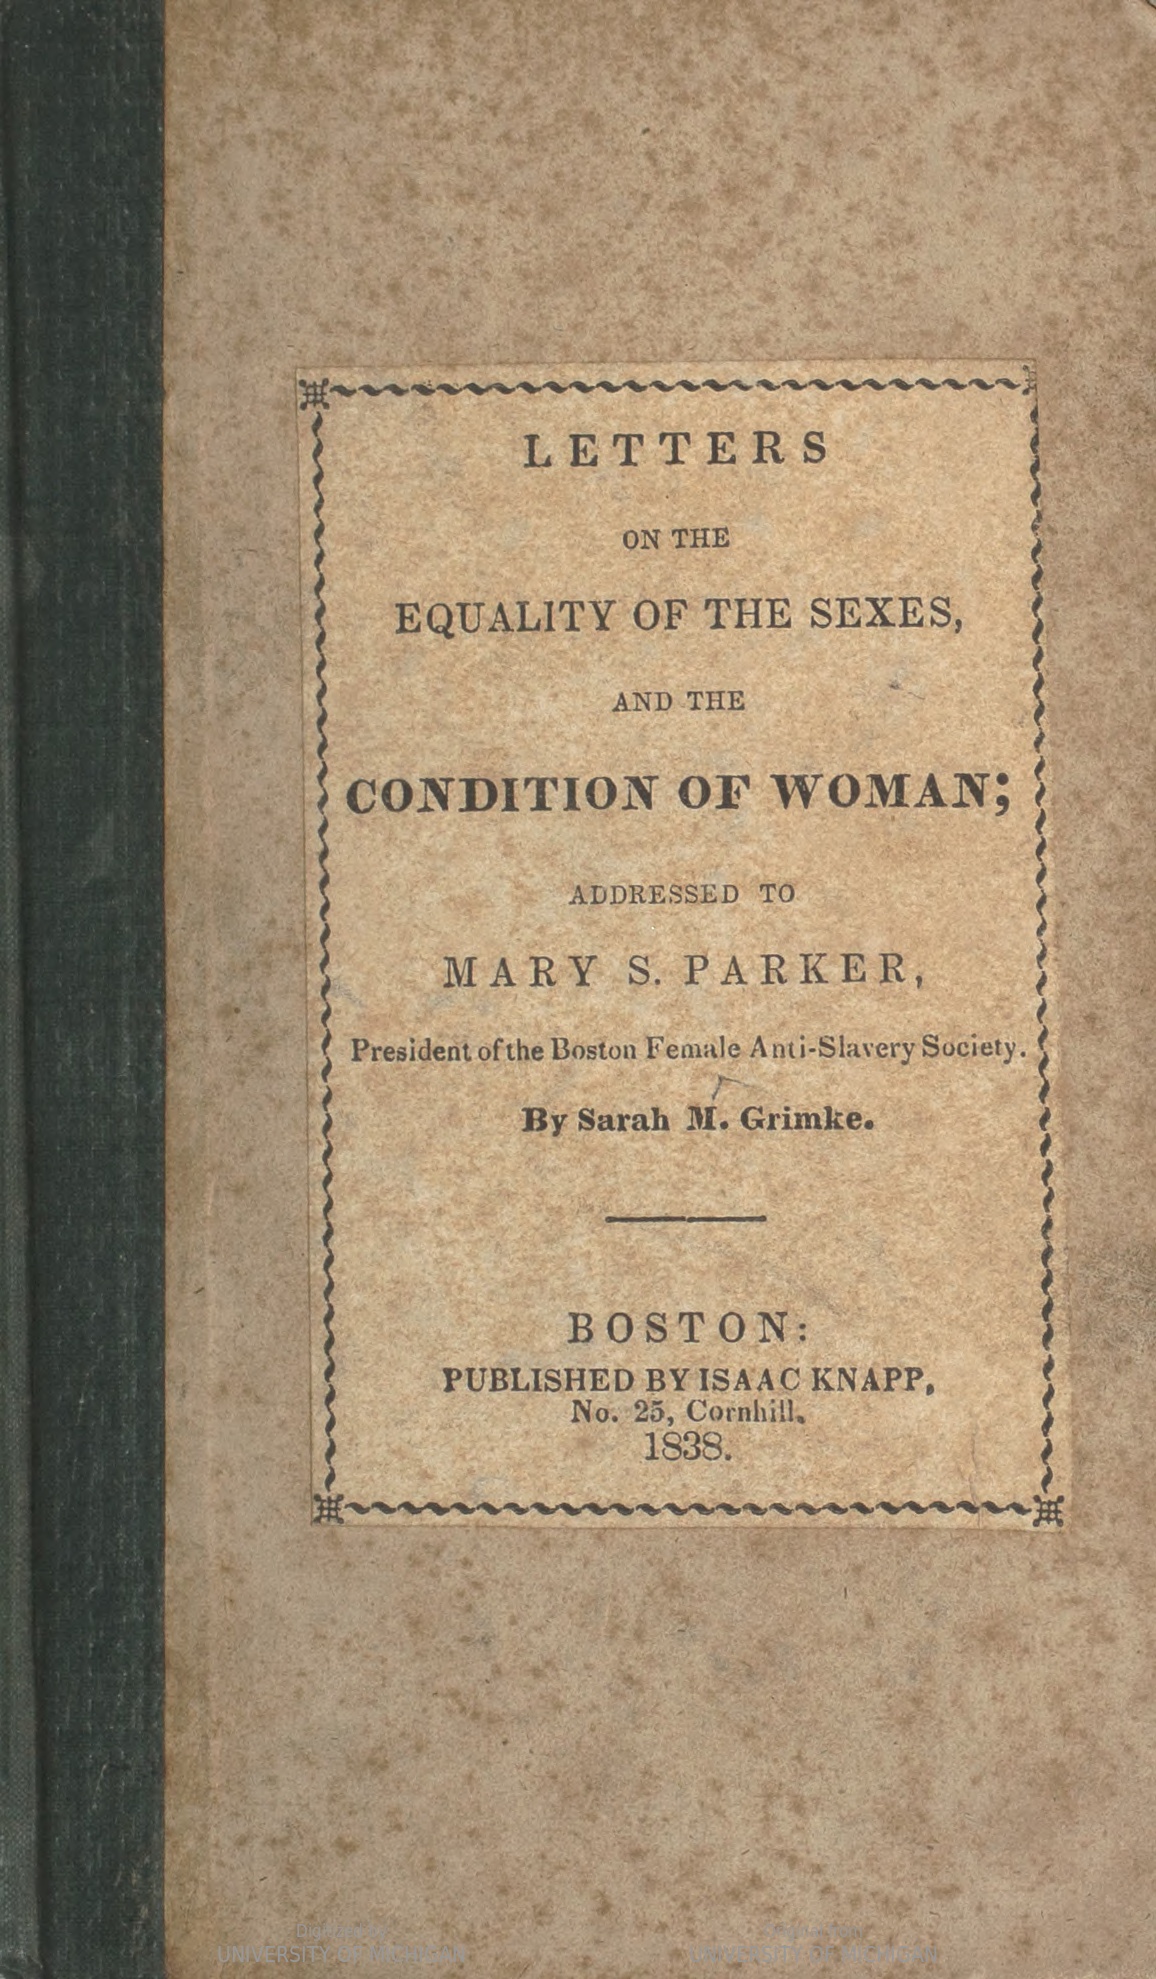 LETTERS
ON THE
EQUALITY OF THE SEXES,
AND THE
CONDITION OF WOMAN;
ADDRESSED TO
MARY S. PARKER,
President of the Boston Female Anti-Slavery Society.
By Sarah M. Grimke.
BOSTON:
PUBLISHED BY ISAAC KNAPP,
No. 25, Cornhill.
1838.
Digitized by
UNIVERSITY OF MICHIGAN
Original from
UNIVERSITY OF MICHIGAN